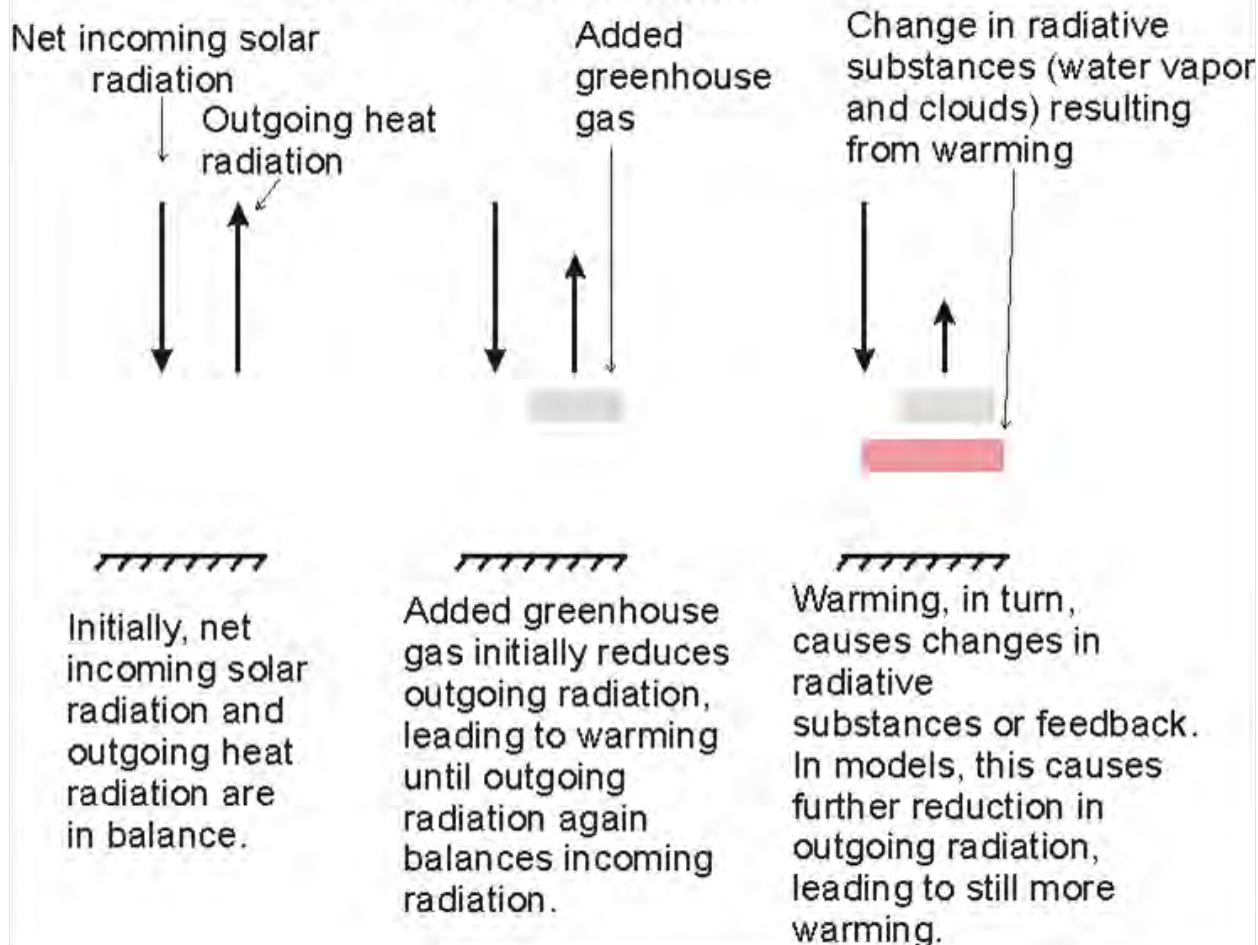 Net incoming solar
radiation
Outgoing heat
radiation
Added
greenhouse
gas
Change in radiative
substances (water vapor
and clouds) resulting
from warming
Initially, net
incoming solar
radiation and
outgoing heat
radiation are
in balance.
Added greenhouse
gas initially reduces
outgoing radiation,
leading to warming
until outgoing
radiation again
balances incoming
radiation.
Warming, in turn,
causes changes in
radiative
substances or feedback.
In models, this causes
further reduction in
outgoing radiation,
leading to still more
warming.